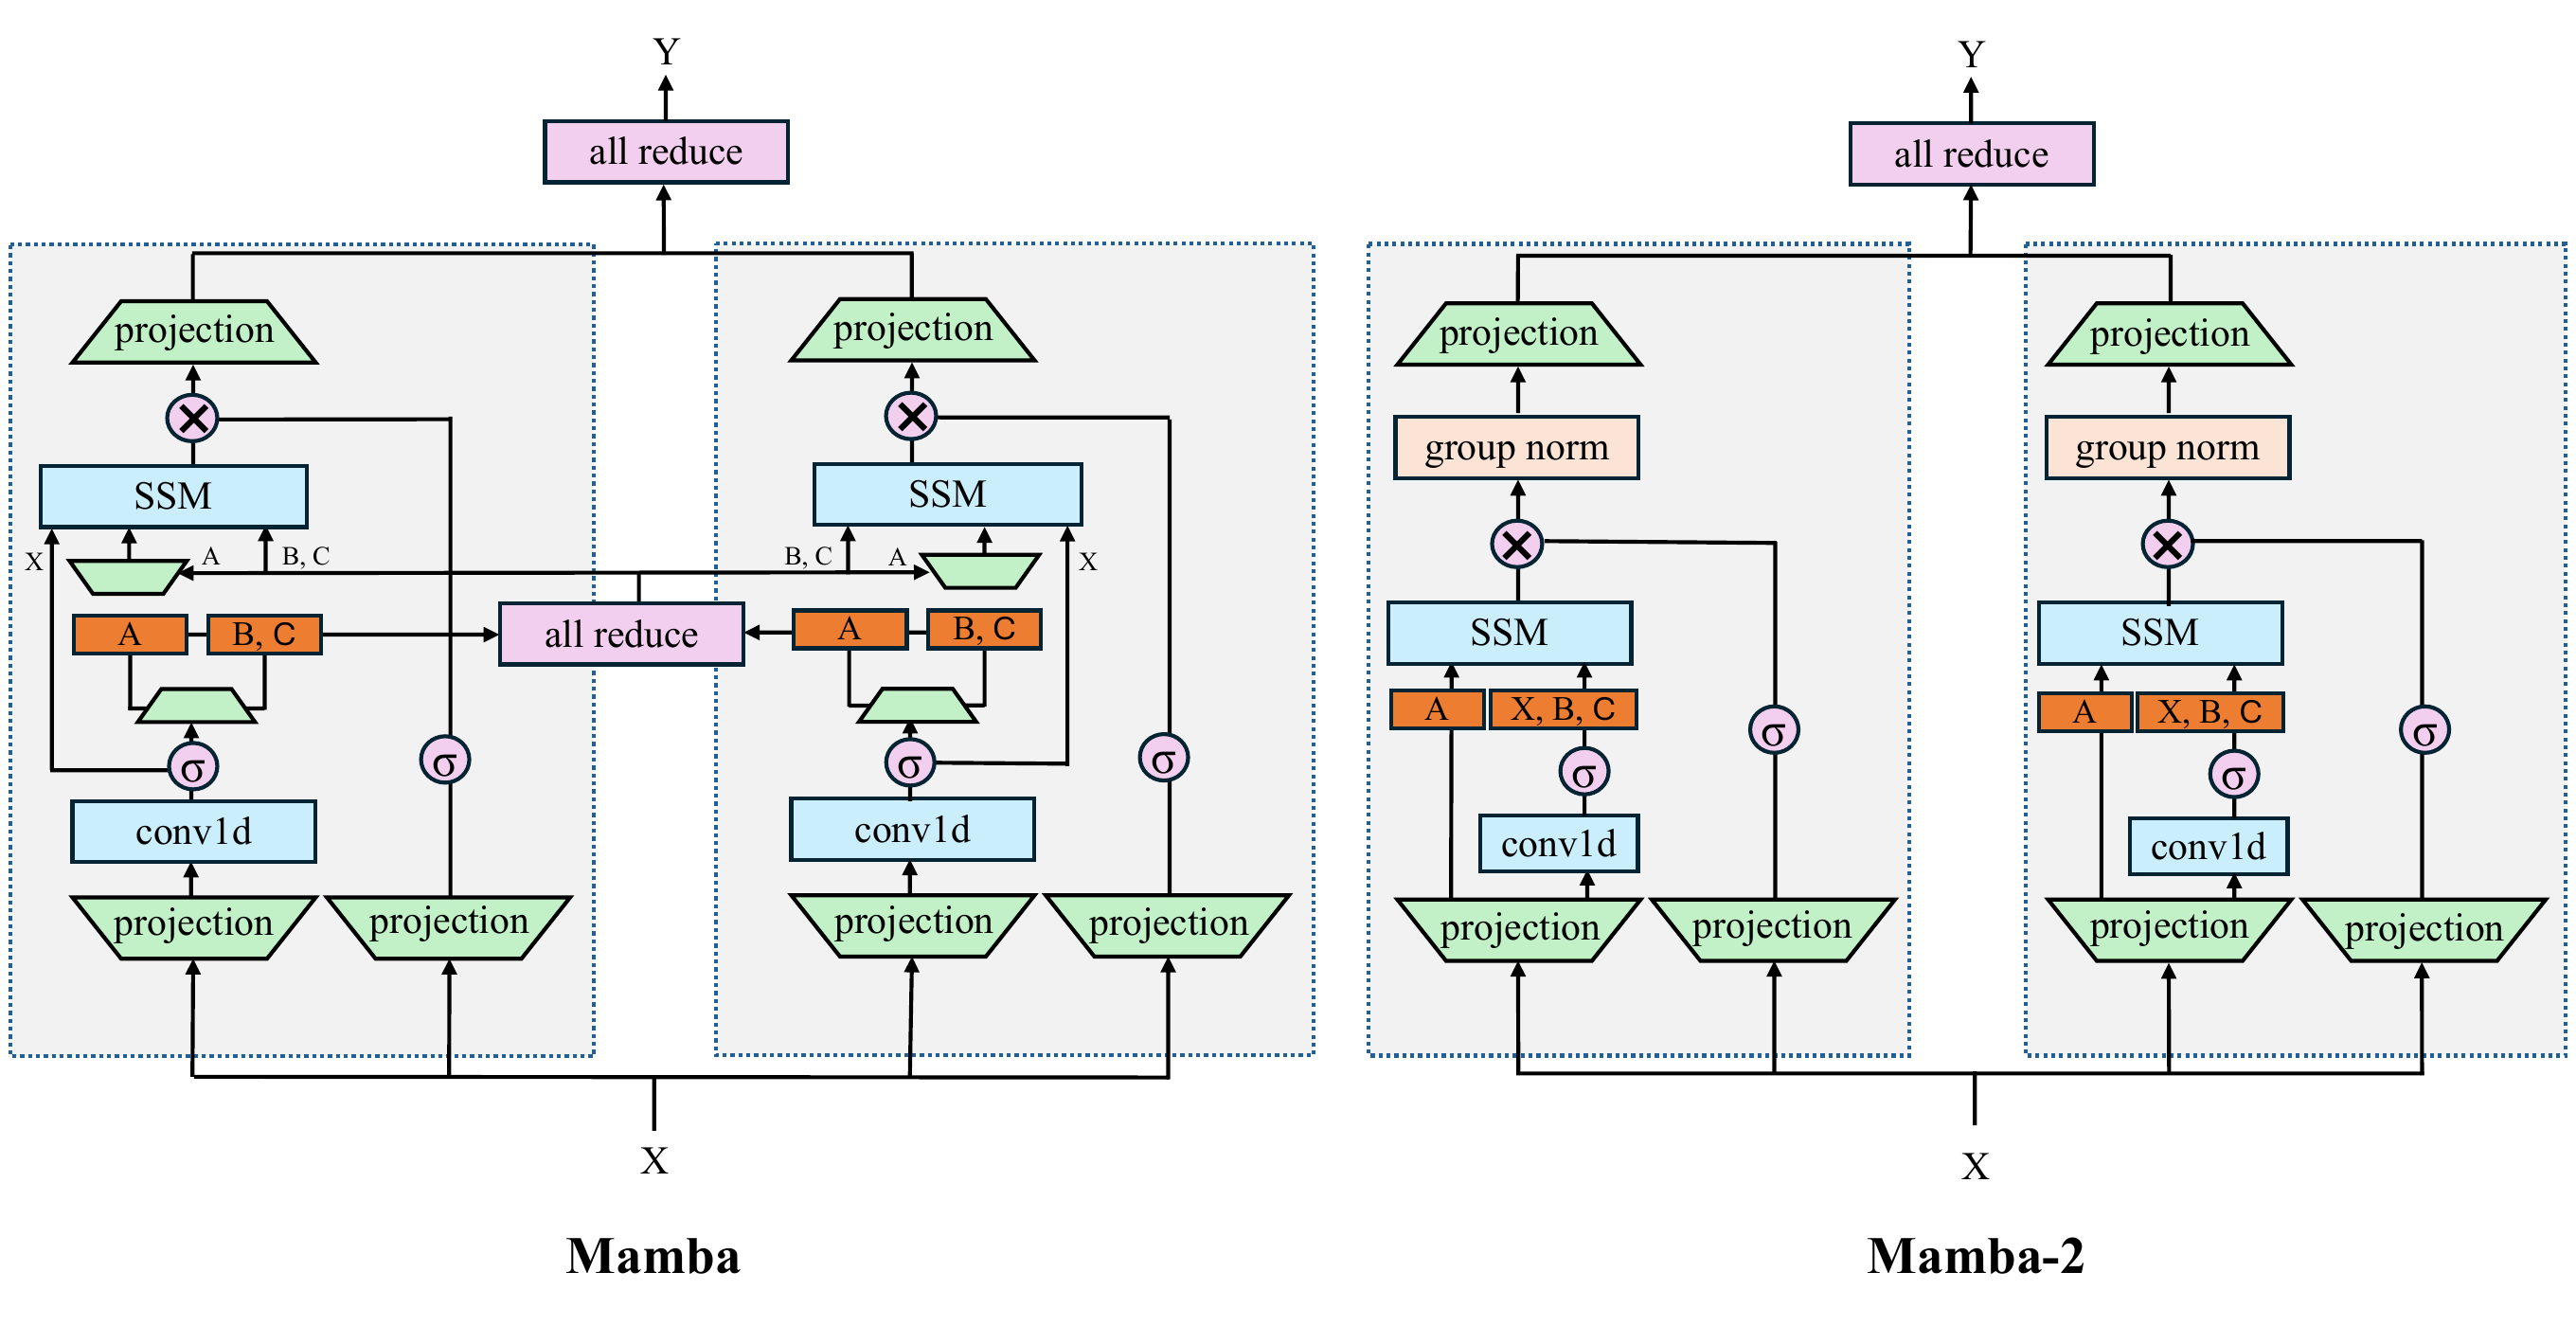 Y
all reduce
projection
projection
SSM
SSM
X
A
B, C
B, C
A
X
A
B, C
all reduce
A
B, C
σ
σ
σ
σ
conv1d
conv1d
projection
projection
projection
projection
X
Mamba
Y
all reduce
projection
projection
group norm
group norm
SSM
SSM
A
X, B, C
A
X, B, C
σ
σ
σ
σ
conv1d
conv1d
projection
projection
projection
projection
X
Mamba-2